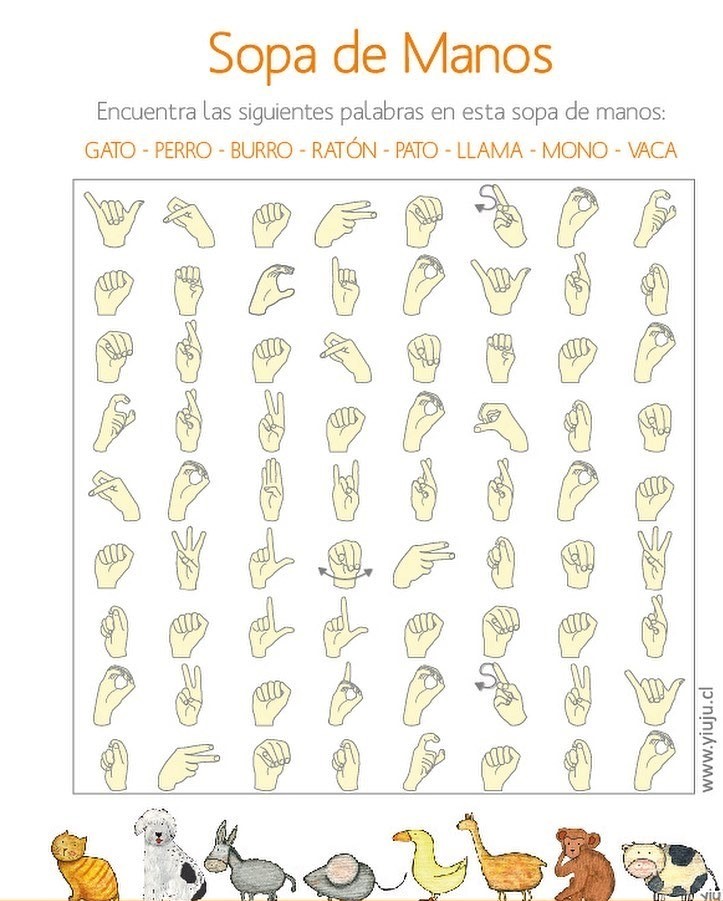 Sopa de Manos
Encuentra las siguientes palabras en esta sopa de manos:
GATO - PERRO - BURRO - RATÓN - PATO - LLAMA - MONO - VACA
www.yiuju.cl
yiu